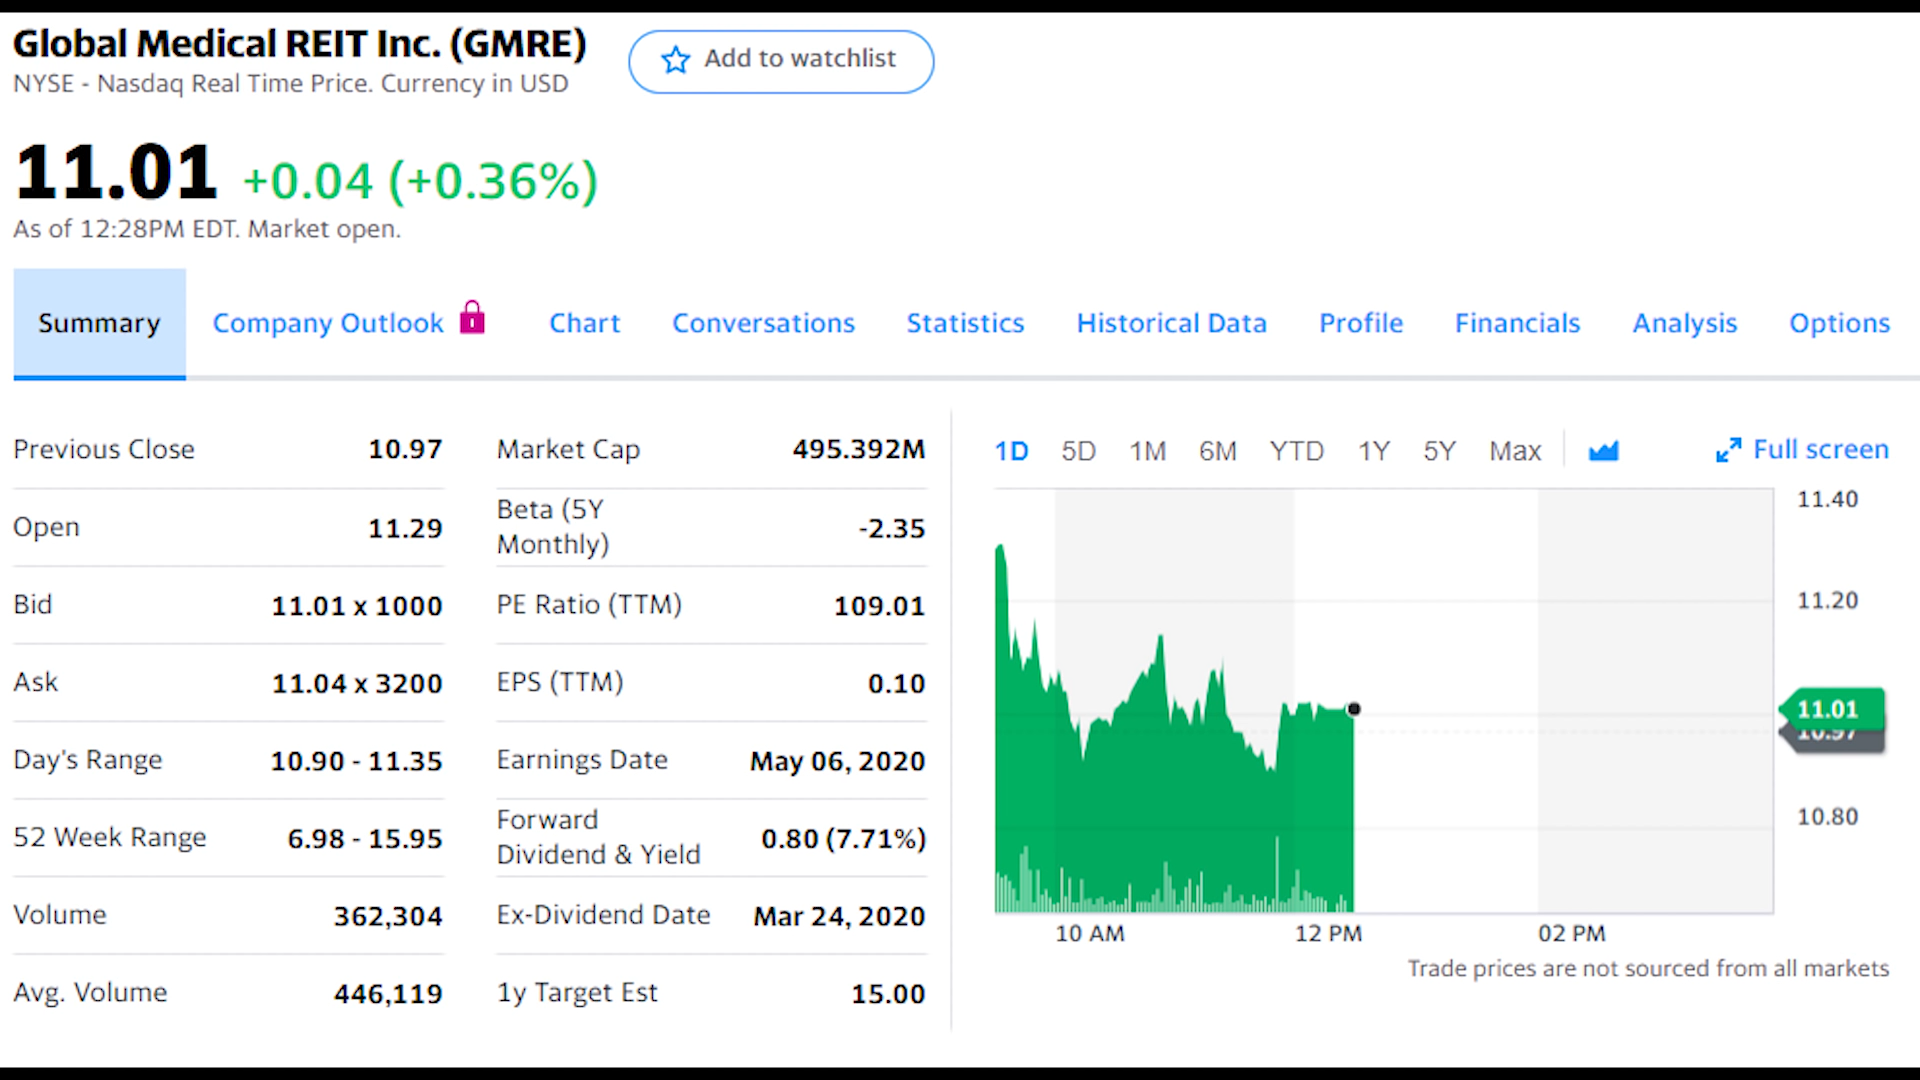 Global Medical REIT Inc. (GMRE)
Add to watchlist
NYSE - Nasdaq Real Time Price. Currency in USD
11.01 +0.04 (+0.36%)
As of 12:28PM EDT. Market open.
Summary Company Outlook Chart Conversations Statistics Historical Data Profile Financials Analysis Options
Previous Close 10.97
Open 11.29
Bid 11.01 x 1000
Ask 11.04 x 3200
Day's Range 10.90 - 11.35
52 Week Range 6.98 - 15.95
Volume 362,304
Avg. Volume 446,119
Market Cap 495.392M
Beta (5Y
Monthly) -2.35
PE Ratio (TTM) 109.01
EPS (TTM) 0.10
Earnings Date May 06, 2020
Forward
Dividend & Yield 0.80 (7.71%)
Ex-Dividend Date Mar 24, 2020
1y Target Est 15.00
1D 5D 1M 6M YTD 1Y 5Y Max Full screen
11.40
11.20
11.01
10.97
10.80
10 AM 12 PM 02 PM
Trade prices are not sourced from all markets